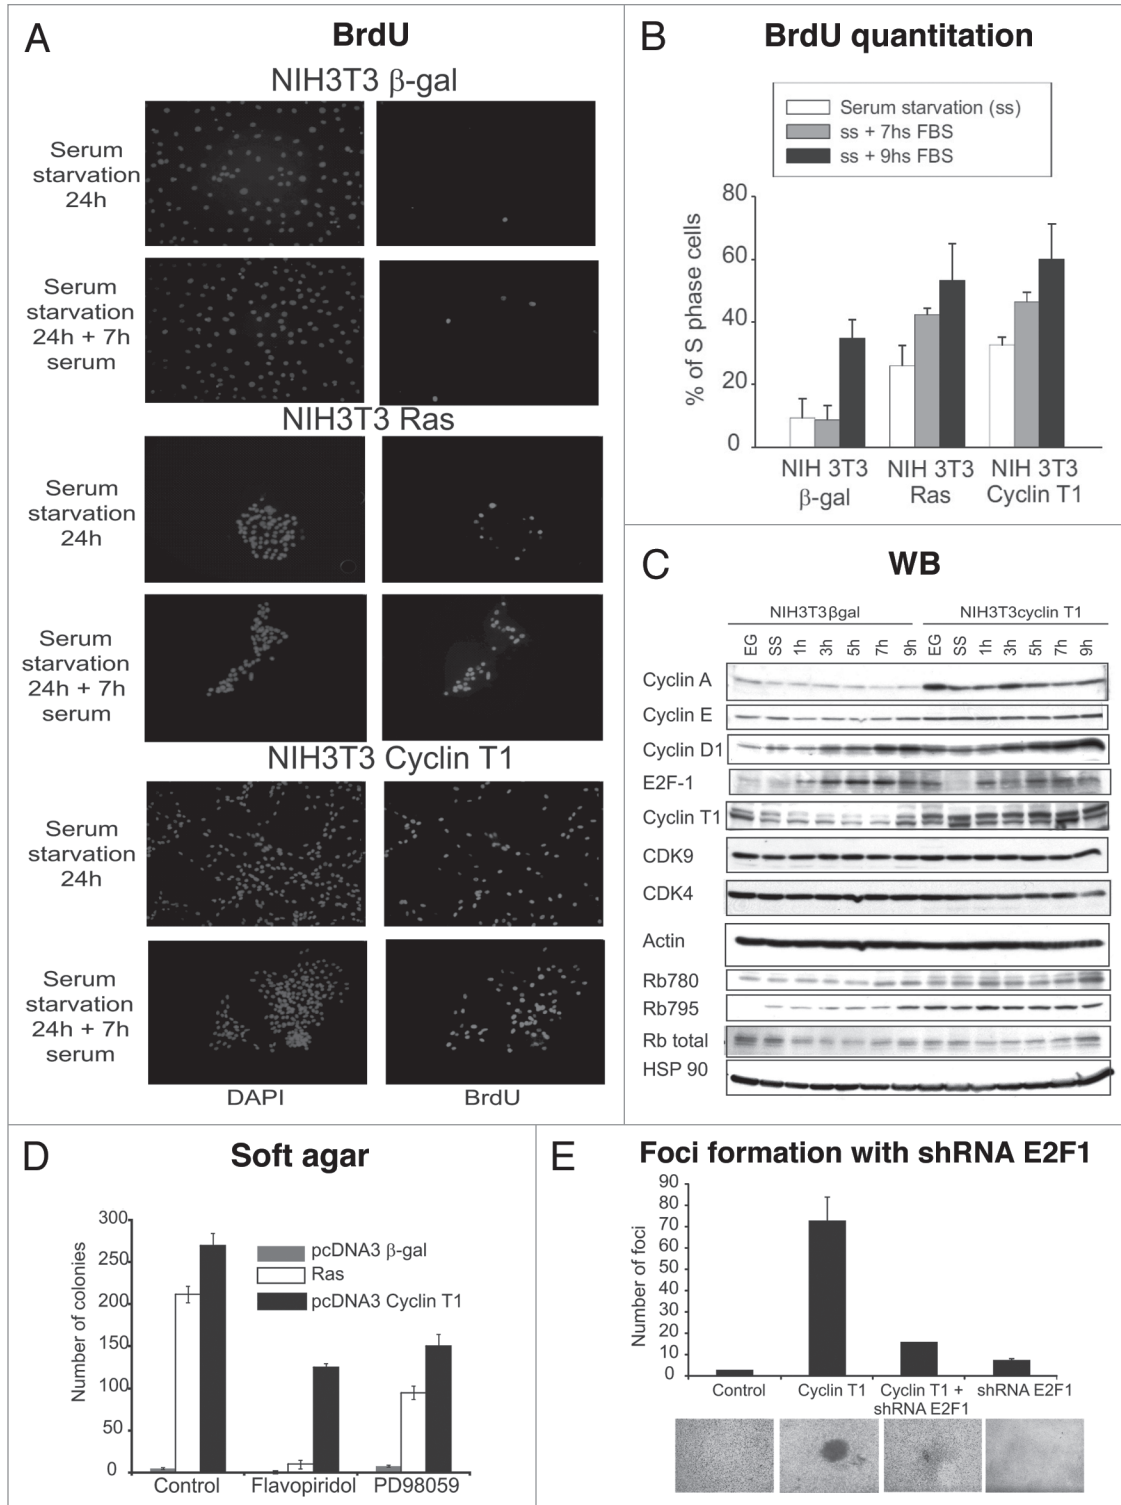 A
BrdU
NIH3T3 β-gal
Serum
starvation
24h
Serum
starvation
24h + 7h
serum
NIH3T3 Ras
Serum
starvation
24h
Serum
starvation
24h + 7h
serum
NIH3T3 Cyclin T1
Serum
starvation
24h
Serum
starvation
24h + 7h
serum
DAPI
BrdU
B
BrdU quantitation
Serum starvation (ss)
ss + 7hs FBS
ss + 9hs FBS
% of S phase cells
80
60
40
20
0
NIH 3T3 β-gal
NIH 3T3 Ras
NIH 3T3 Cyclin T1
C
WB
NIH3T3βgal
NIH3T3cyclin T1
EG SS 1h 3h 5h 7h 9h EG SS 1h 3h 5h 7h 9h
Cyclin A
Cyclin E
Cyclin D1
E2F-1
Cyclin T1
CDK9
CDK4
Actin
Rb780
Rb795
Rb total
HSP 90
D
Soft agar
Number of colonies
300
250
200
150
100
50
0
pcDNA3 β-gal
Ras
pcDNA3 Cyclin T1
Control Flavopiridol PD98059
E
Foci formation with shRNA E2F1
Number of foci
90
80
70
60
50
40
30
20
10
0
Control
Cyclin T1
Cyclin T1 +
shRNA E2F1
shRNA E2F1